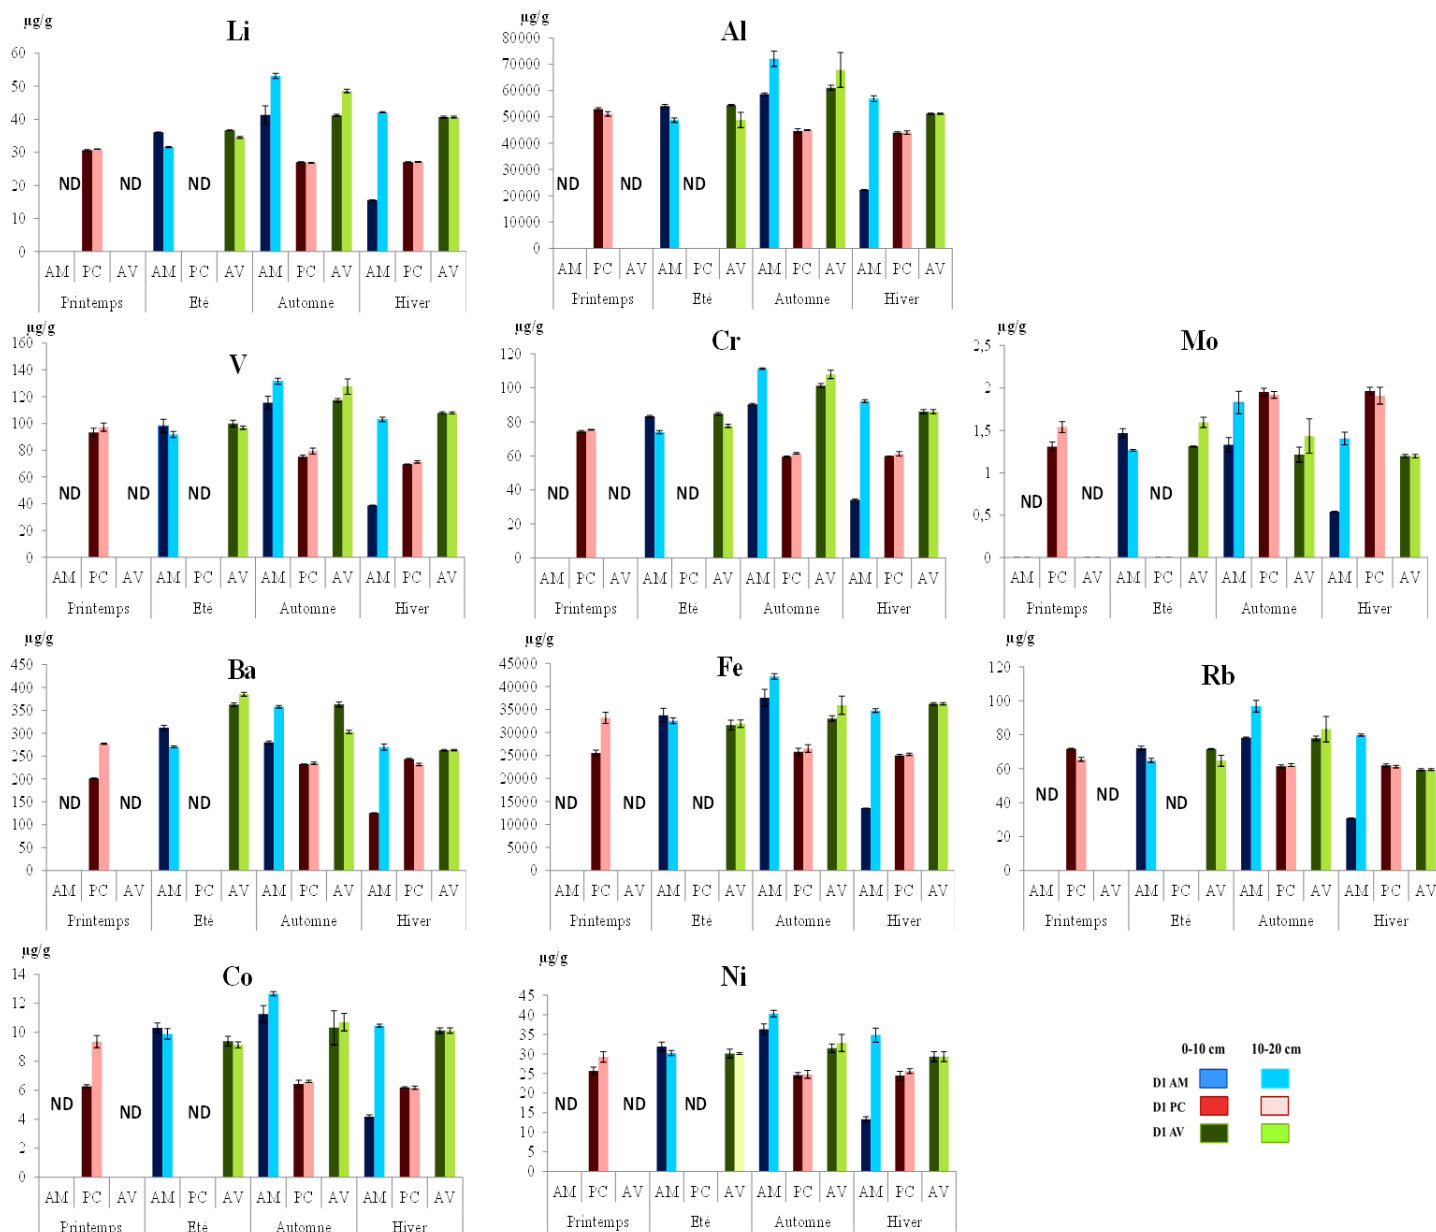 µg/g
Li
60
50
40
30
20
10
0
ND ND ND
AM PC AV AM PC AV AM PC AV AM PC AV
Printemps Eté Automne Hiver
µg/g
Al
80000
70000
60000
50000
40000
30000
20000
10000
0
ND ND ND
AM PC AV AM PC AV AM PC AV AM PC AV
Printemps Eté Automne Hiver
µg/g
V
160
140
120
100
80
60
40
20
0
ND ND ND
AM PC AV AM PC AV AM PC AV AM PC AV
Printemps Eté Automne Hiver
µg/g
Cr
120
100
80
60
40
20
0
ND ND ND
AM PC AV AM PC AV AM PC AV AM PC AV
Printemps Eté Automne Hiver
µg/g
Mo
2,5
2
1,5
1
0,5
0
ND ND ND
AM PC AV AM PC AV AM PC AV AM PC AV
Printemps Eté Automne Hiver
µg/g
Ba
450
400
350
300
250
200
150
100
50
0
ND ND ND
AM PC AV AM PC AV AM PC AV AM PC AV
Printemps Eté Automne Hiver
µg/g
Fe
45000
40000
35000
30000
25000
20000
15000
10000
5000
0
ND ND ND
AM PC AV AM PC AV AM PC AV AM PC AV
Printemps Eté Automne Hiver
µg/g
Rb
120
100
80
60
40
20
0
ND ND ND
AM PC AV AM PC AV AM PC AV AM PC AV
Printemps Eté Automne Hiver
µg/g
Co
14
12
10
8
6
4
2
0
ND ND ND
AM PC AV AM PC AV AM PC AV AM PC AV
Printemps Eté Automne Hiver
µg/g
Ni
45
40
35
30
25
20
15
10
5
0
ND ND ND
AM PC AV AM PC AV AM PC AV AM PC AV
Printemps Eté Automne Hiver
0-10 cm 10-20 cm
D1 AM
D1 PC
D1 AV